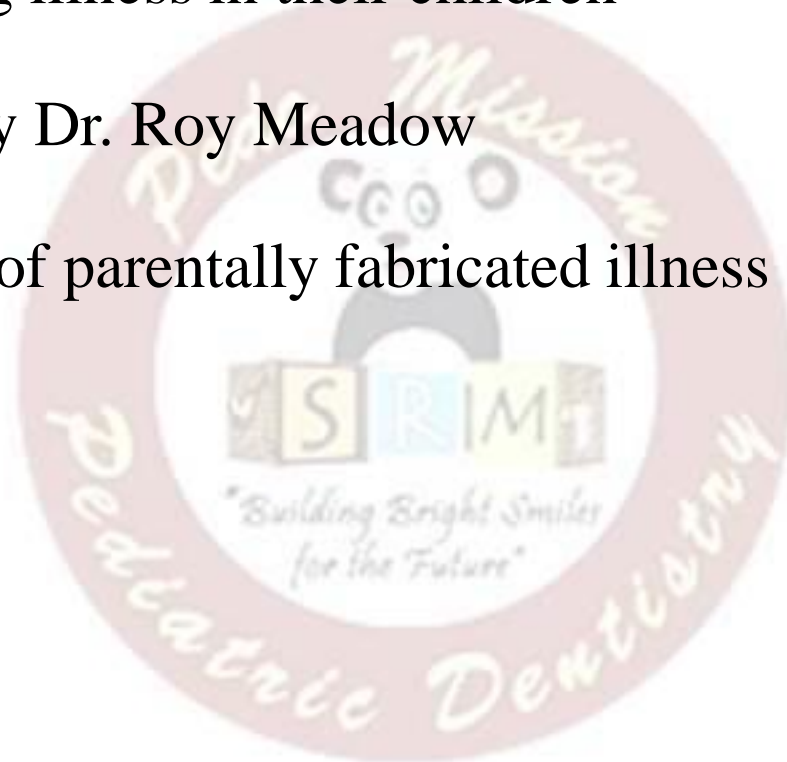 g illness in their children
y Dr. Roy Meadow
of parentally fabricated illness
Pedo Mission
SRM
"Building Bright Smiles
for the Future"
Pediatric Dentistry